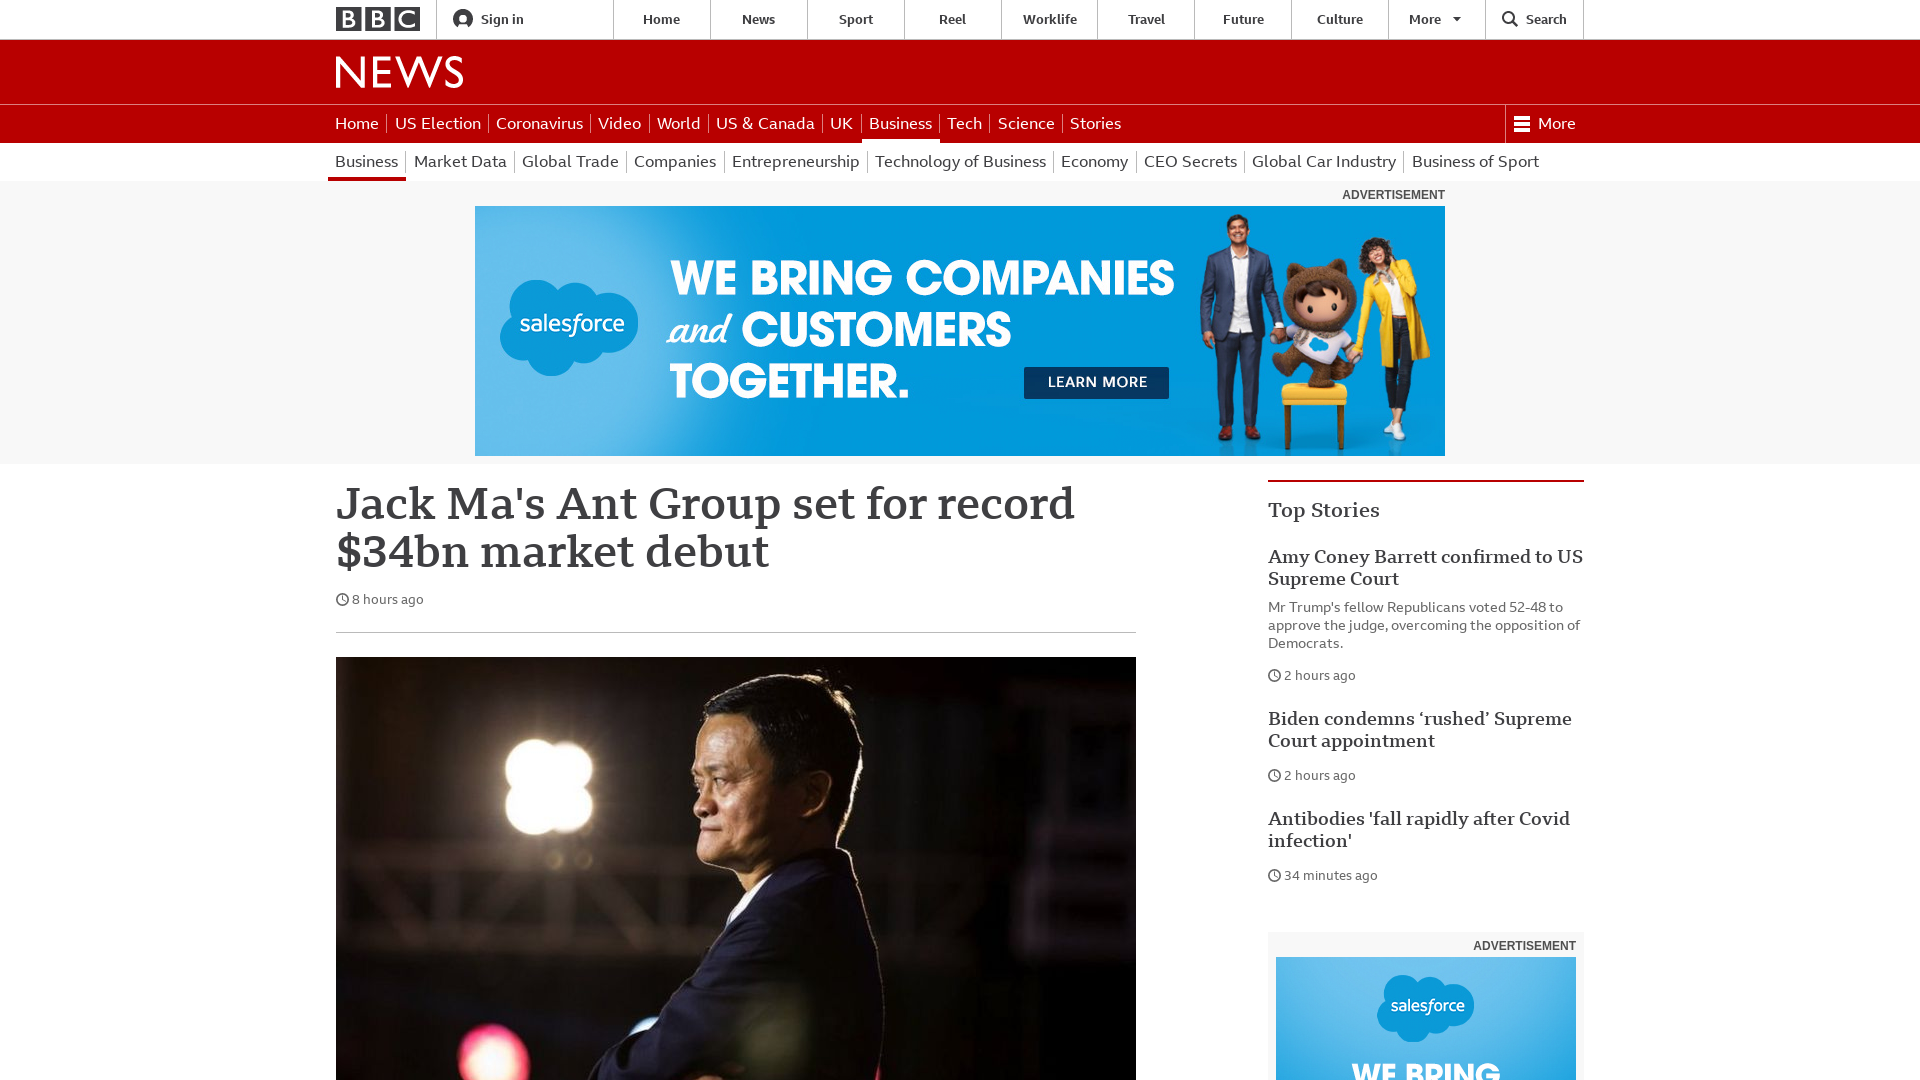 BBC
Sign in
Home
News
Sport
Reel
Worklife
Travel
Future
Culture
More
Search
NEWS
Home
US Election
Coronavirus
Video
World
US & Canada
UK
Business
Tech
Science
Stories
More
Business
Market Data
Global Trade
Companies
Entrepreneurship
Technology of Business
Economy
CEO Secrets
Global Car Industry
Business of Sport
ADVERTISEMENT
salesforce
WE BRING COMPANIES
and CUSTOMERS
TOGETHER.
LEARN MORE
Jack Ma's Ant Group set for record
$34bn market debut
8 hours ago
Top Stories
Amy Coney Barrett confirmed to US
Supreme Court
Mr Trump's fellow Republicans voted 52-48 to
approve the judge, overcoming the opposition of
Democrats.
2 hours ago
Biden condemns ‘rushed’ Supreme
Court appointment
2 hours ago
Antibodies 'fall rapidly after Covid
infection'
34 minutes ago
ADVERTISEMENT
salesforce
WE BRING